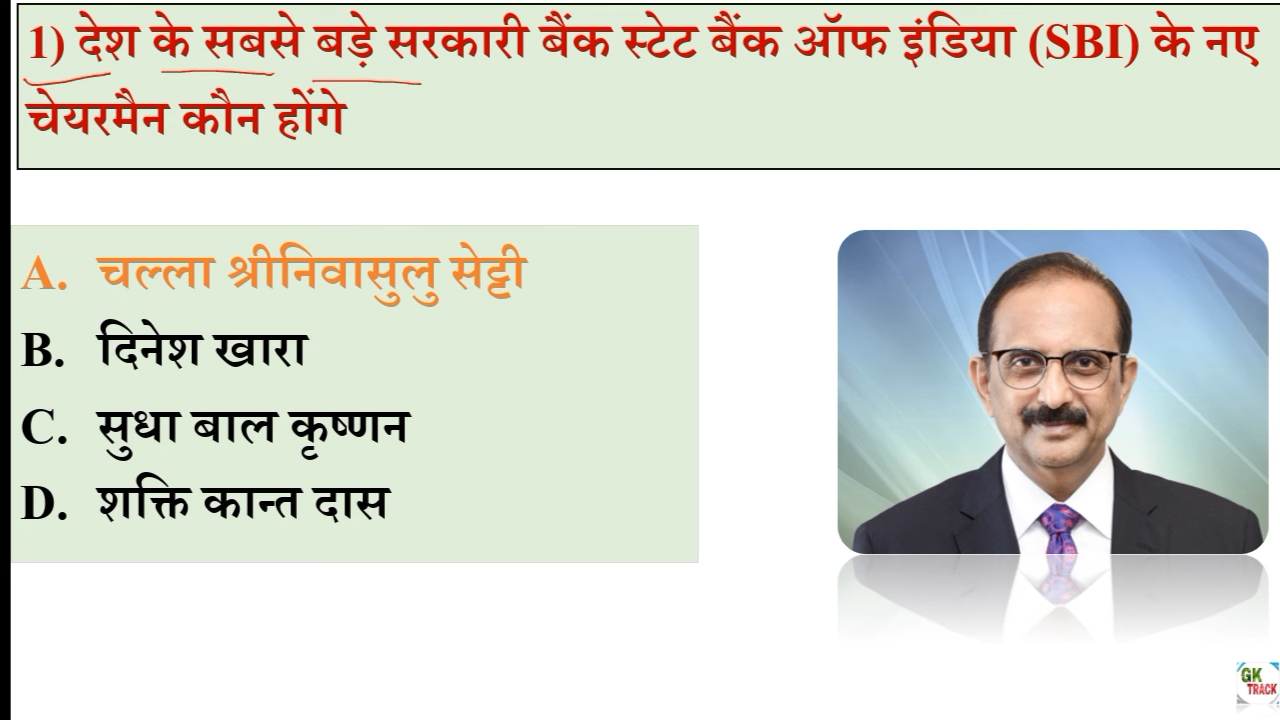 1) देश के सबसे बड़े सरकारी बैंक स्टेट बैंक ऑफ इंडिया (SBI) के नए
चेयरमैन कौन होंगे
A. चल्ला श्रीनिवासुलु सेट्टी
B. दिनेश खारा
C. सुधा बाल कृष्णन
D. शक्ति कान्त दास
GK
TRACK